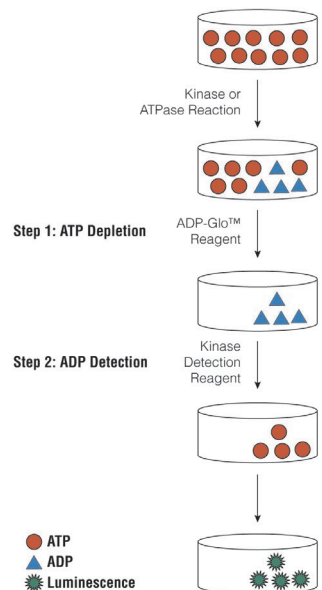 Kinase or
ATPase Reaction
Step 1: ATP Depletion
ADP-Glo™
Reagent
Step 2: ADP Detection
Kinase
Detection
Reagent
ATP
ADP
Luminescence